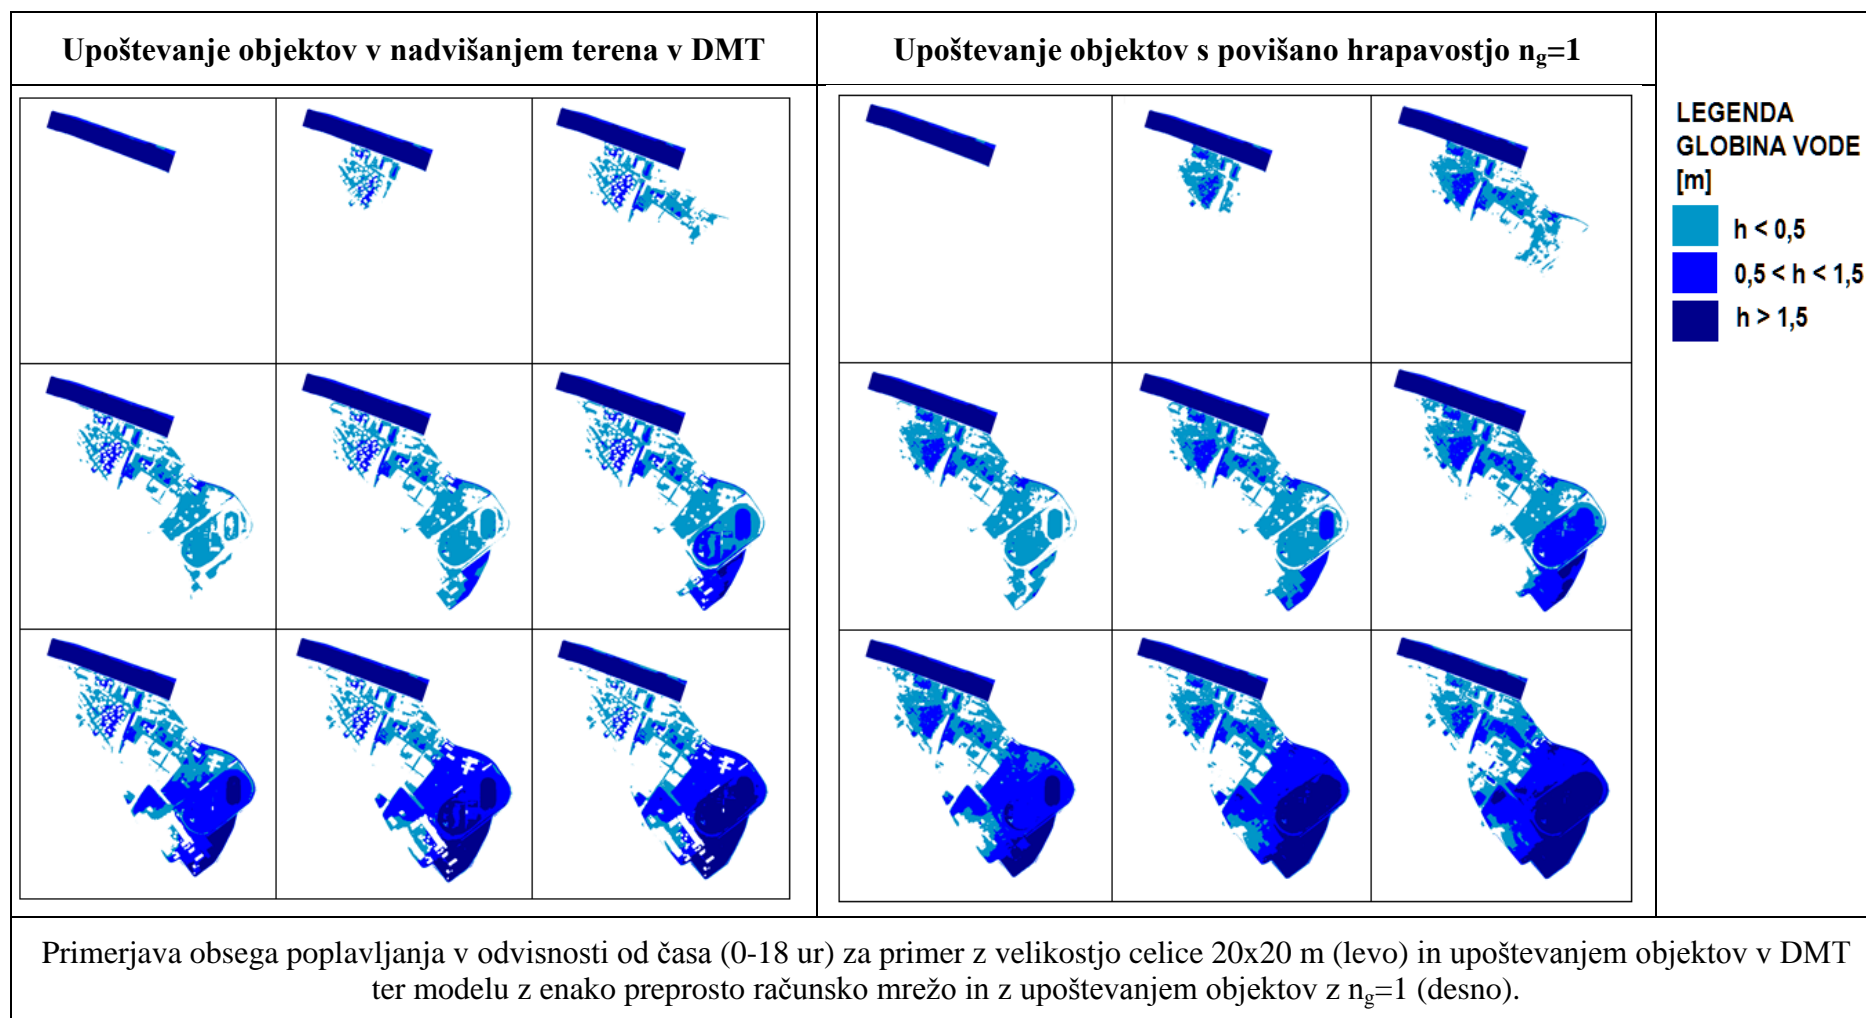 Upoštevanje objektov v nadvišanjem terena v DMT
Upoštevanje objektov s povišano hrapavostjo ng=1
LEGENDA
GLOBINA VODE
[m]
h < 0,5
0,5 < h < 1,5
h > 1,5
Primerjava obsega poplavljanja v odvisnosti od časa (0-18 ur) za primer z velikostjo celice 20x20 m (levo) in upoštevanjem objektov v DMT
ter modelu z enako preprosto računsko mrežo in z upoštevanjem objektov z ng=1 (desno).